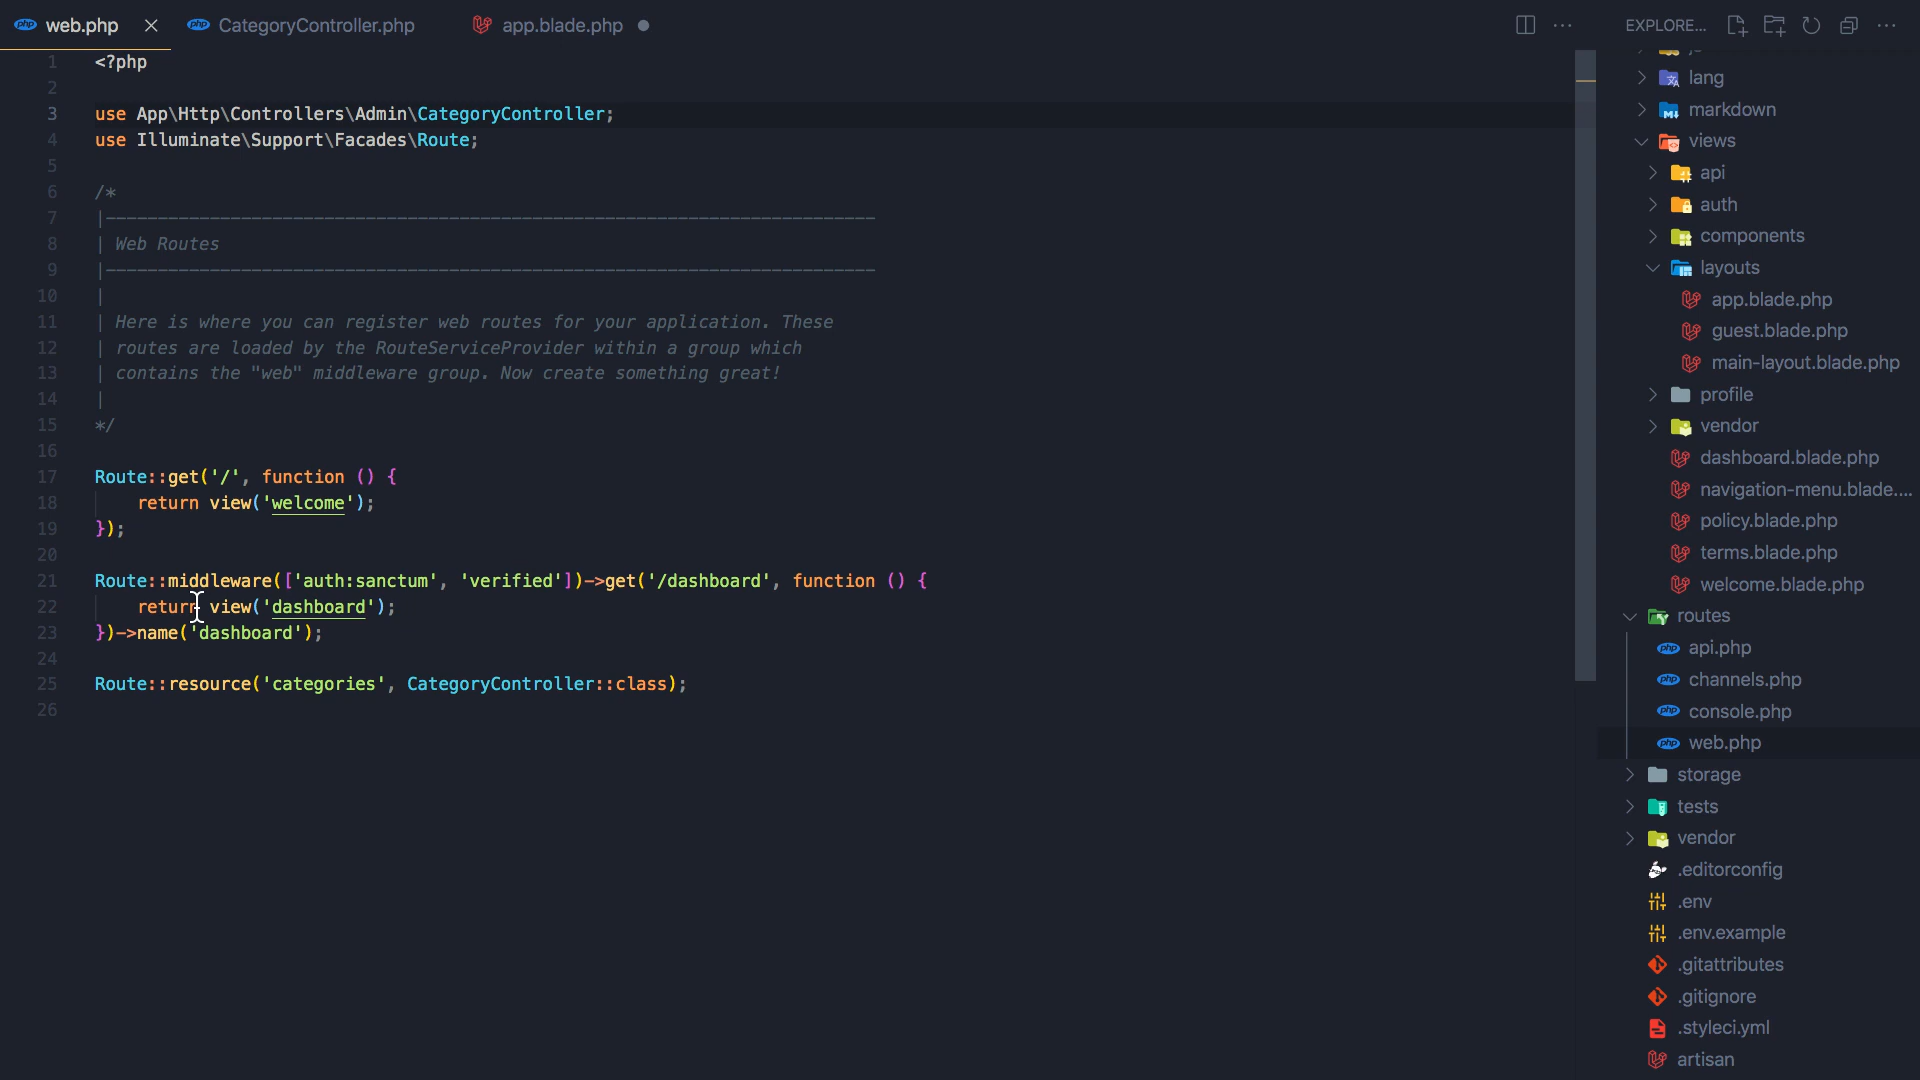 web.php
CategoryController.php
app.blade.php
EXPLORE...
1 <?php
2
3 use App\Http\Controllers\Admin\CategoryController;
4 use Illuminate\Support\Facades\Route;
5
6 /*
7 |--------------------------------------------------------------------------
8 | Web Routes
9 |--------------------------------------------------------------------------
10 |
11 | Here is where you can register web routes for your application. These
12 | routes are loaded by the RouteServiceProvider within a group which
13 | contains the "web" middleware group. Now create something great!
14 |
15 */
16
17 Route::get('/', function () {
18 return view('welcome');
19 });
20
21 Route::middleware(['auth:sanctum', 'verified'])->get('/dashboard', function () {
22 return view('dashboard');
23 })->name('dashboard');
24
25 Route::resource('categories', CategoryController::class);
26
lang
markdown
views
api
auth
components
layouts
app.blade.php
guest.blade.php
main-layout.blade.php
profile
vendor
dashboard.blade.php
navigation-menu.blade....
policy.blade.php
terms.blade.php
welcome.blade.php
routes
api.php
channels.php
console.php
web.php
storage
tests
vendor
.editorconfig
.env
.env.example
.gitattributes
.gitignore
.styleci.yml
artisan